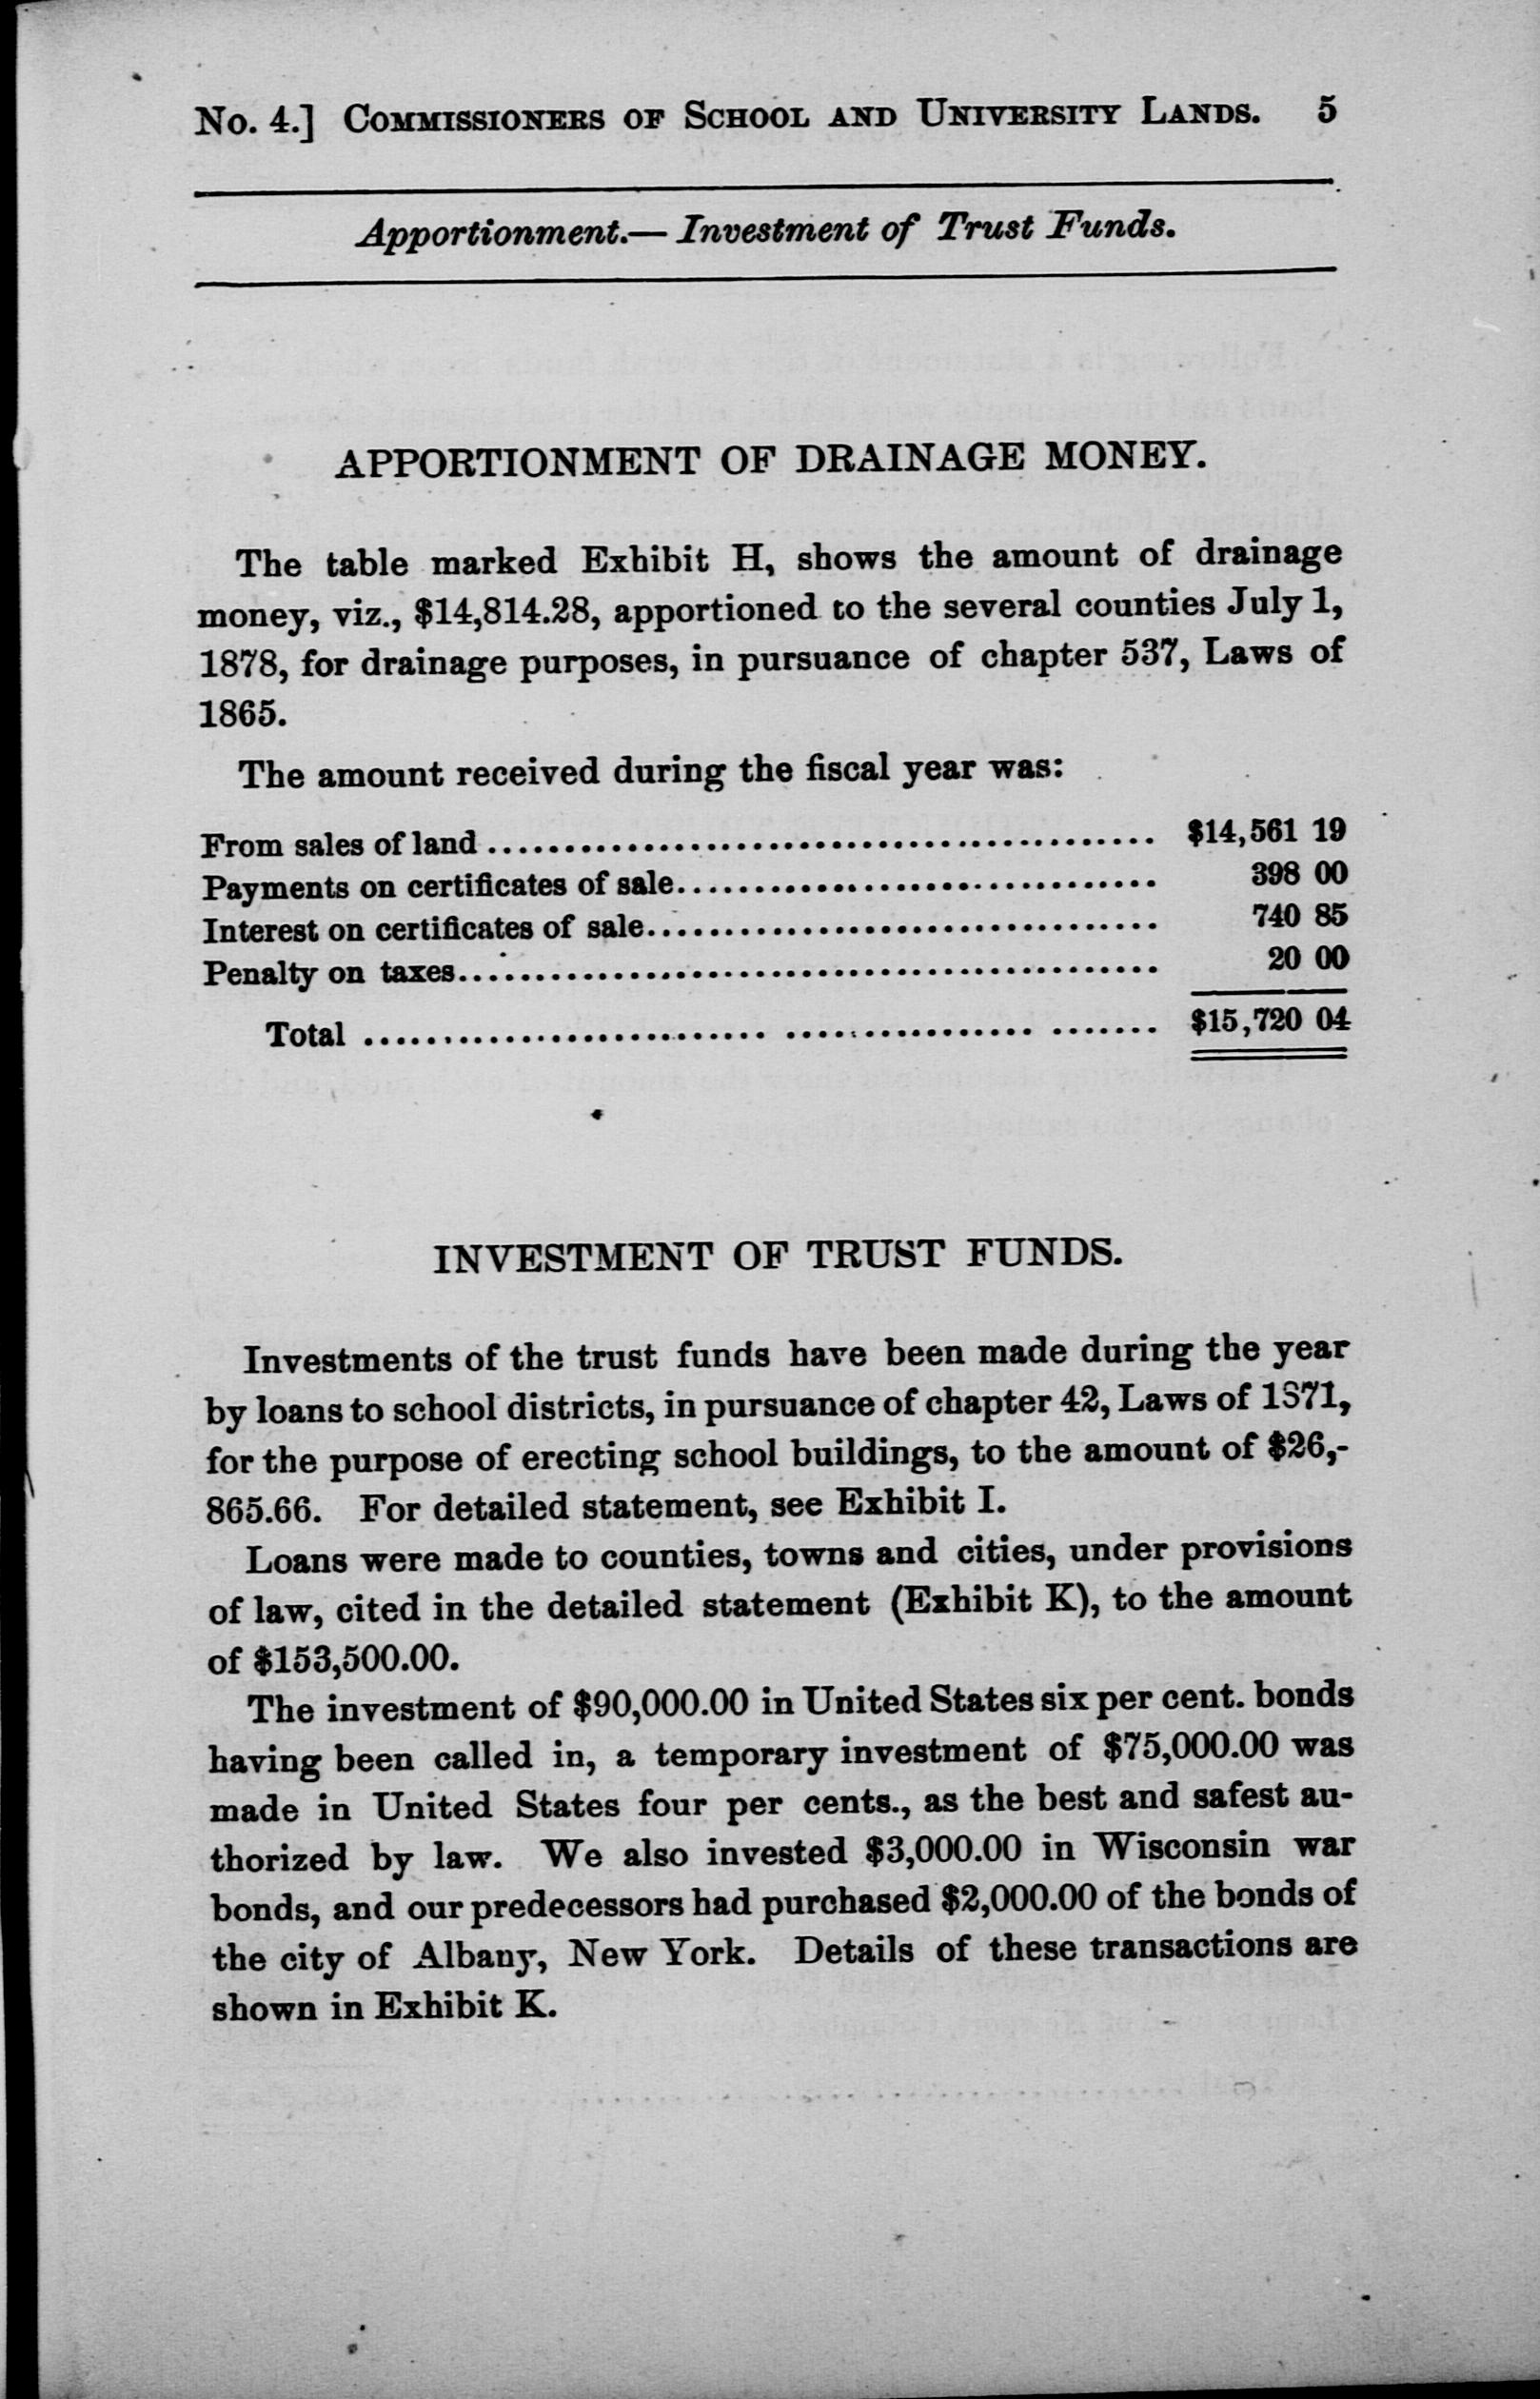 No. 4.] COMMISSIONERS OF SCHOOL AND UNIVERSITY LANDS. 5
Apportionment.— Investment of Trust Funds.
APPORTIONMENT OF DRAINAGE MONEY.
The table marked Exhibit H, shows the amount of drainage
money, viz., $14,814.28, apportioned to the several counties July 1,
1878, for drainage purposes, in pursuance of chapter 537, Laws of
1865.
The amount received during the fiscal year was:
From sales of land ........................................... $14,561 19
Payments on certificates of sale............................... 398 00
Interest on certificates of sale................................. 740 85
Penalty on taxes............................................. 20 00
Total .......................... ................ ....... $15,720 04
INVESTMENT OF TRUST FUNDS.
Investments of the trust funds have been made during the year
by loans to school districts, in pursuance of chapter 42, Laws of 1871,
for the purpose of erecting school buildings, to the amount of $26,-
865.66. For detailed statement, see Exhibit I.
Loans were made to counties, towns and cities, under provisions
of law, cited in the detailed statement (Exhibit K), to the amount
of $153,500.00.
The investment of $90,000.00 in United States six per cent. bonds
having been called in, a temporary investment of $75,000.00 was
made in United States four per cents., as the best and safest au-
thorized by law. We also invested $3,000.00 in Wisconsin war
bonds, and our predecessors had purchased $2,000.00 of the bonds of
the city of Albany, New York. Details of these transactions are
shown in Exhibit K.